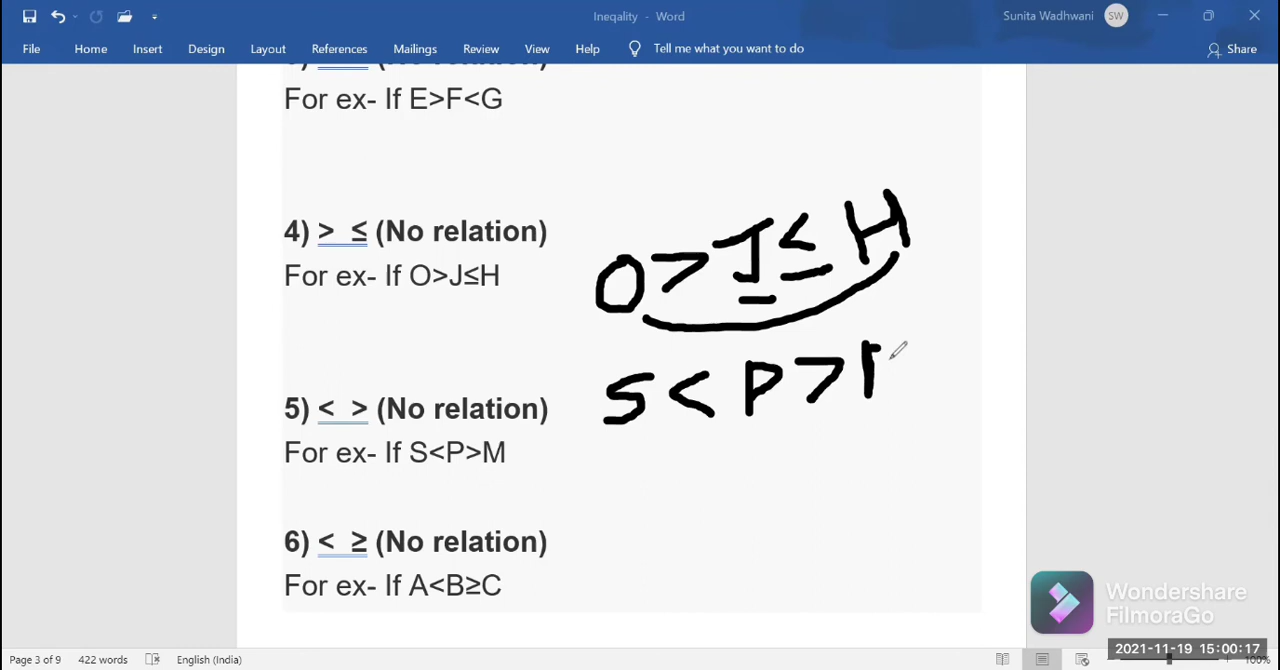 Ineqality - Word
Sunita Wadhwani SW
File Home Insert Design Layout References Mailings Review View Help Tell me what you want to do Share
For ex- If E>F<G
4) > ≤ (No relation)
For ex- If O>J≤H
O > J ≤ H
5) < > (No relation)
For ex- If S<P>M
S < P >
6) < ≥ (No relation)
For ex- If A<B≥C
Wondershare
FilmoraGo
2021-11-19 15:00:17
Page 3 of 9 422 words English (India) 100%